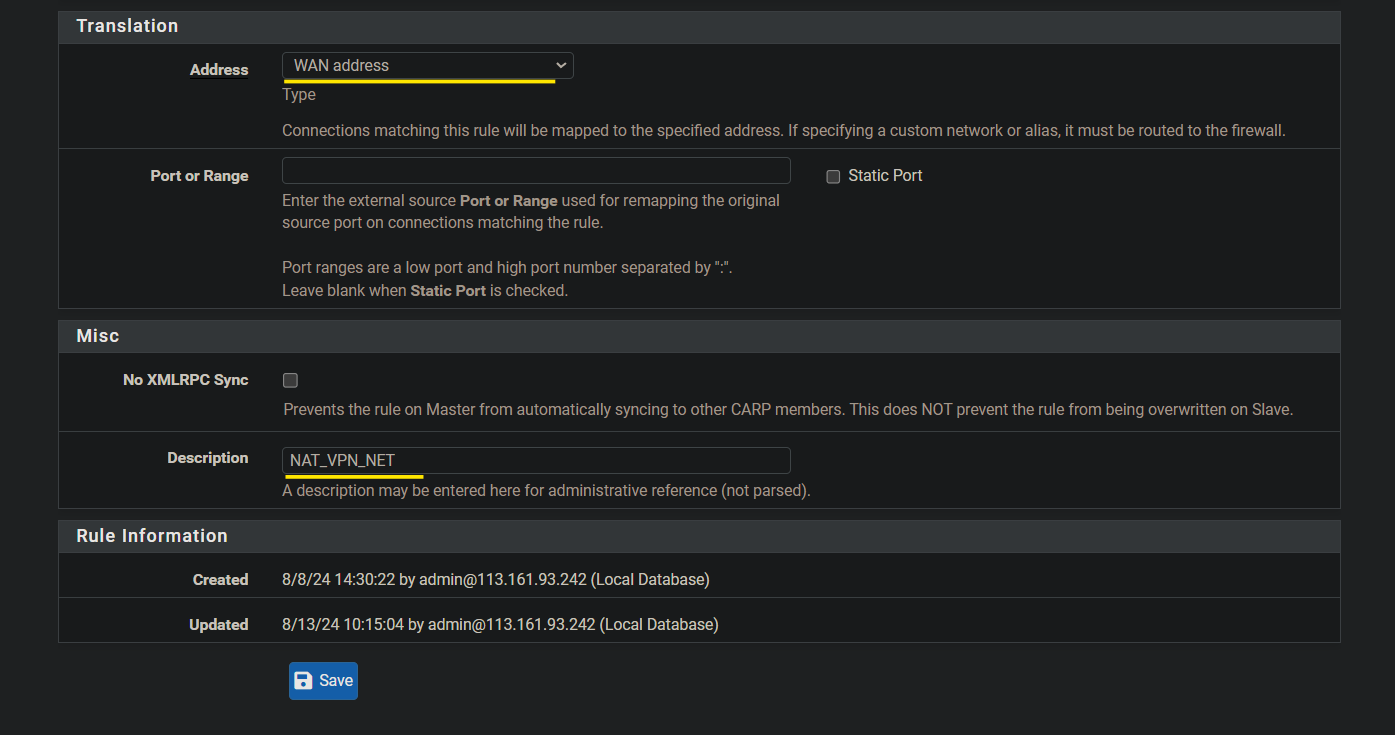 Translation
Address
WAN address
Type
Connections matching this rule will be mapped to the specified address. If specifying a custom network or alias, it must be routed to the firewall.
Port or Range
Static Port
Enter the external source Port or Range used for remapping the original
source port on connections matching the rule.
Port ranges are a low port and high port number separated by ":".
Leave blank when Static Port is checked.
Misc
No XMLRPC Sync
Prevents the rule on Master from automatically syncing to other CARP members. This does NOT prevent the rule from being overwritten on Slave.
Description
NAT_VPN_NET
A description may be entered here for administrative reference (not parsed).
Rule Information
Created
8/8/24 14:30:22 by admin@113.161.93.242 (Local Database)
Updated
8/13/24 10:15:04 by admin@113.161.93.242 (Local Database)
Save